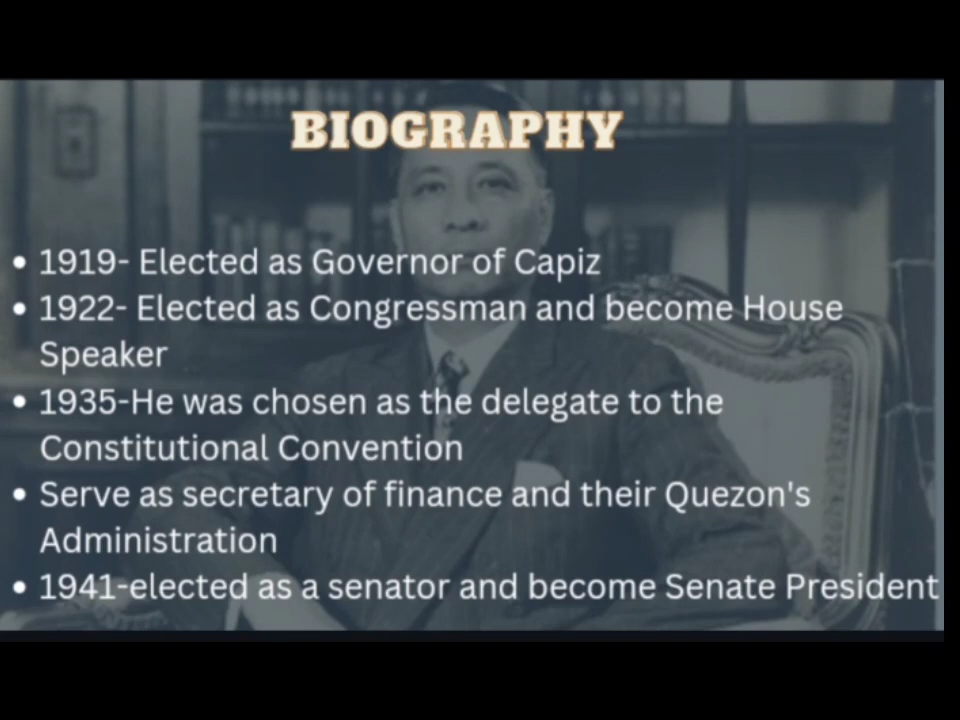 BIOGRAPHY
• 1919- Elected as Governor of Capiz
• 1922- Elected as Congressman and become House
Speaker
• 1935-He was chosen as the delegate to the
Constitutional Convention
• Serve as secretary of finance and their Quezon's
Administration
• 1941-elected as a senator and become Senate President